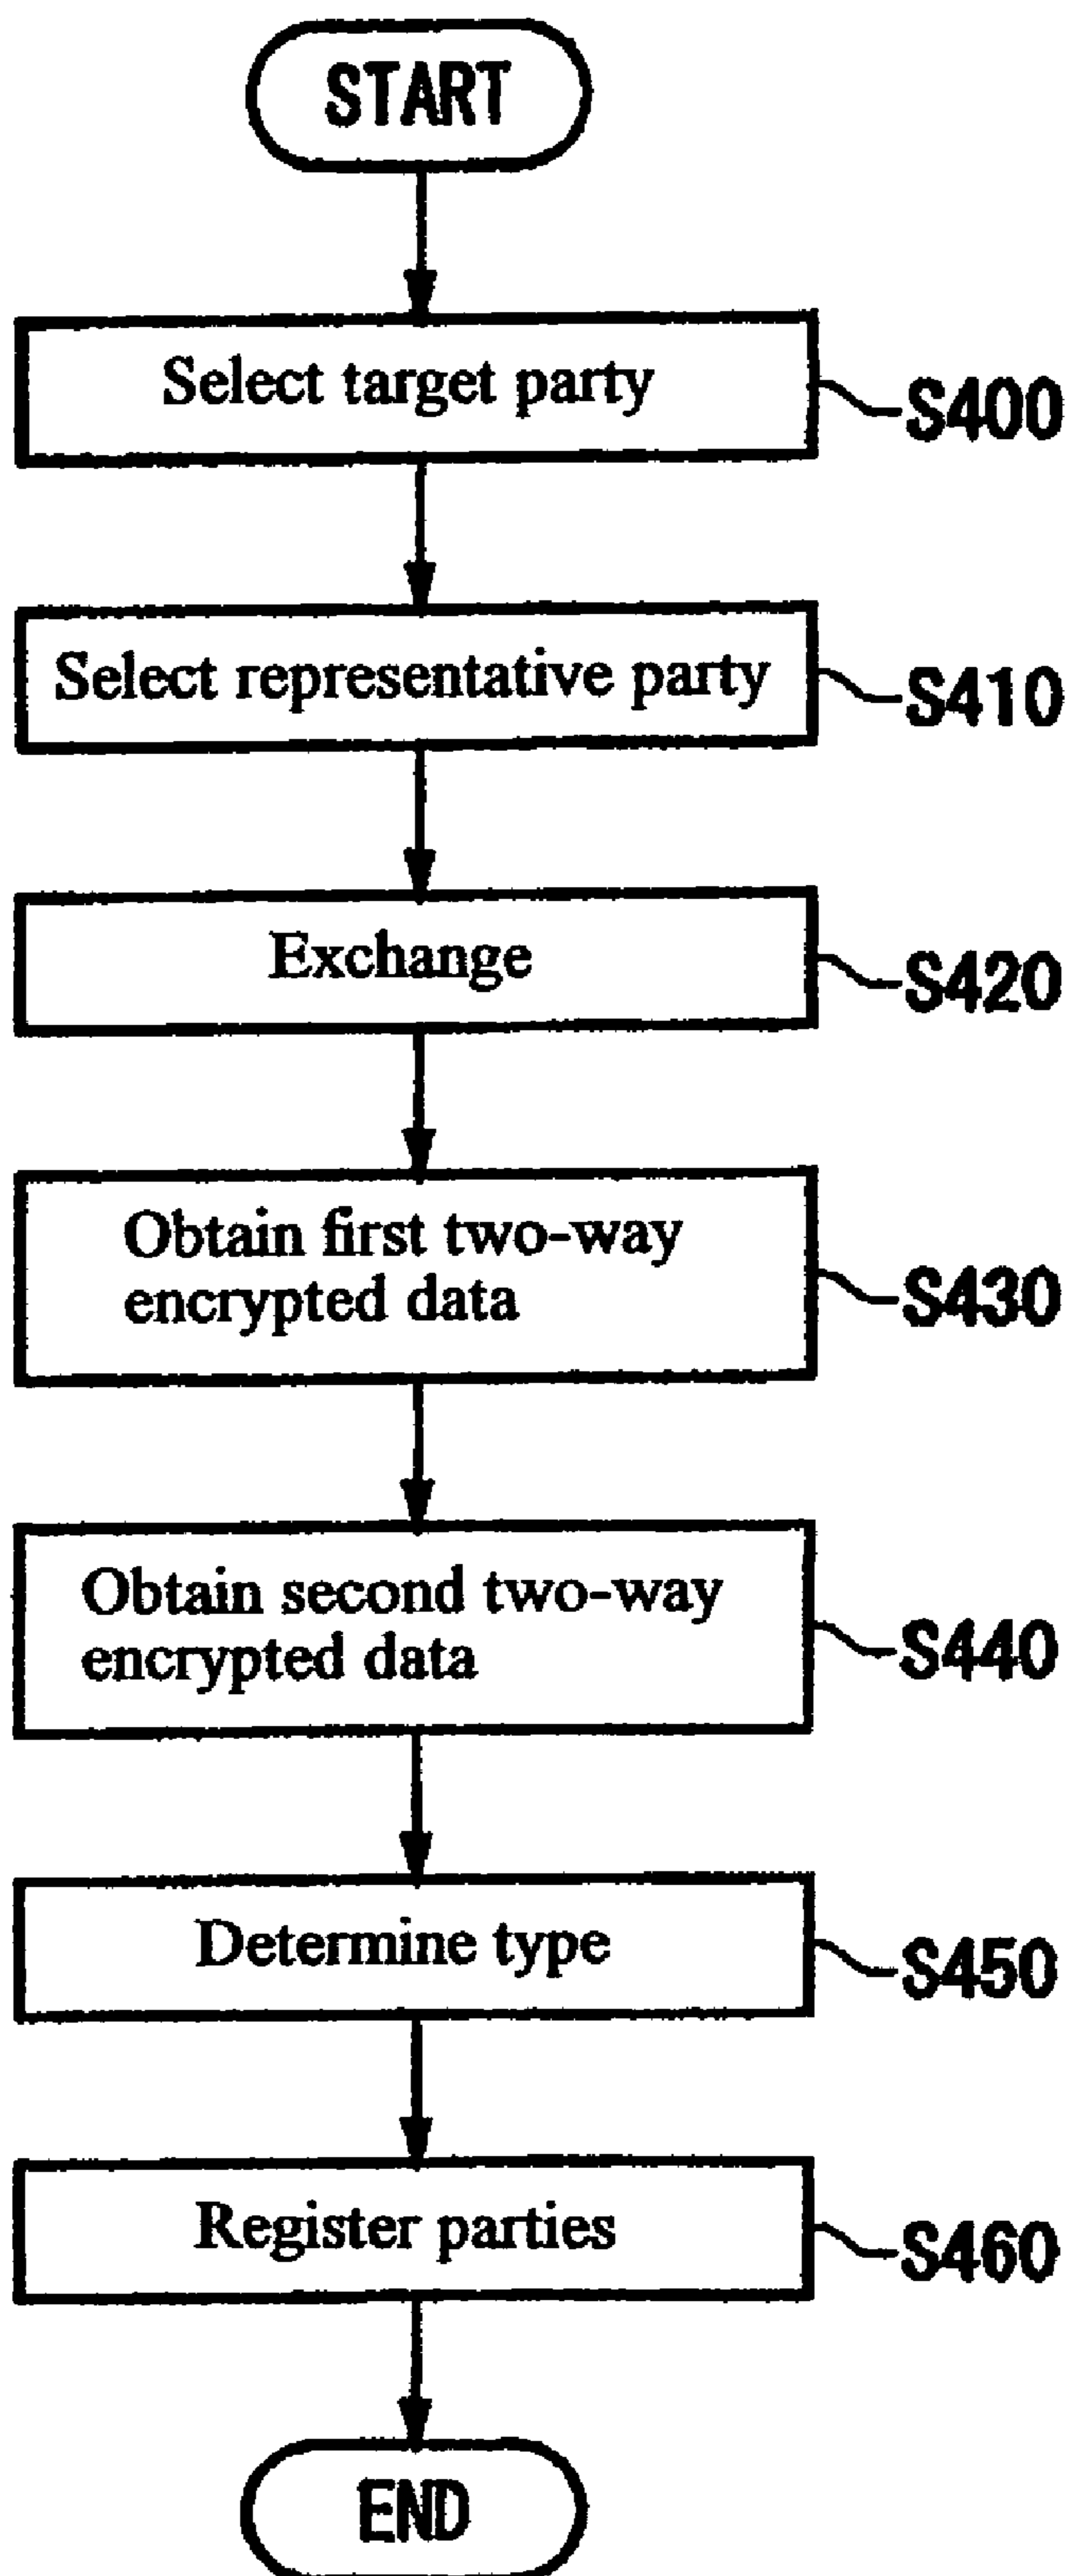 START
Select target party
S400
Select representative party
S410
Exchange
S420
Obtain first two-way
encrypted data
S430
Obtain second two-way
encrypted data
S440
Determine type
S450
Register parties
S460
END